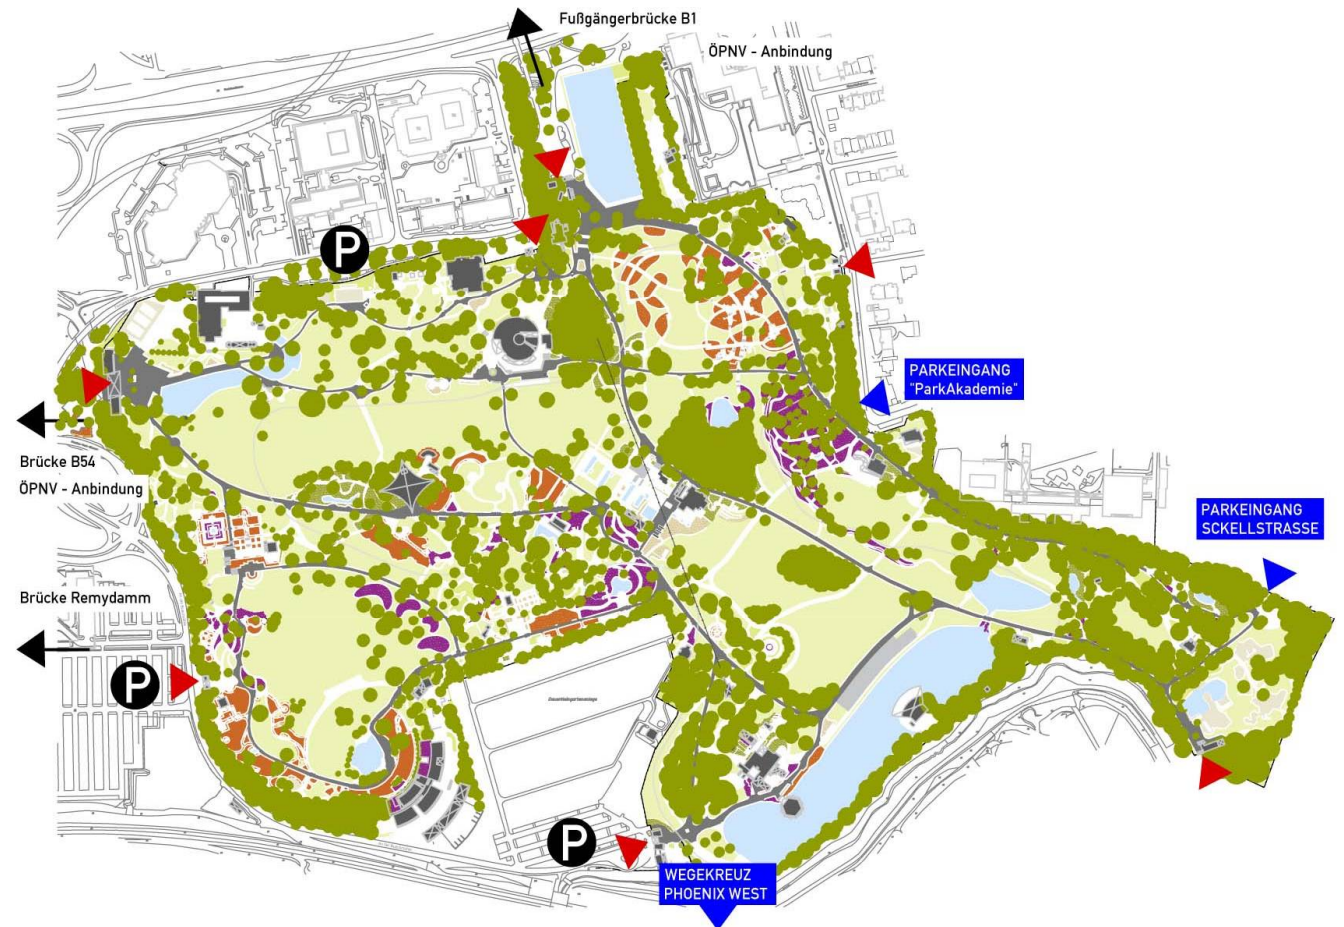 Fußgängerbrücke B1
ÖPNV - Anbindung
P
PARKEINGANG
"ParkAkademie"
Brücke B54
ÖPNV - Anbindung
PARKEINGANG
SCKELLSTRASSE
Brücke Remydamm
P
P
WEGEKREUZ
PHOENIX WEST